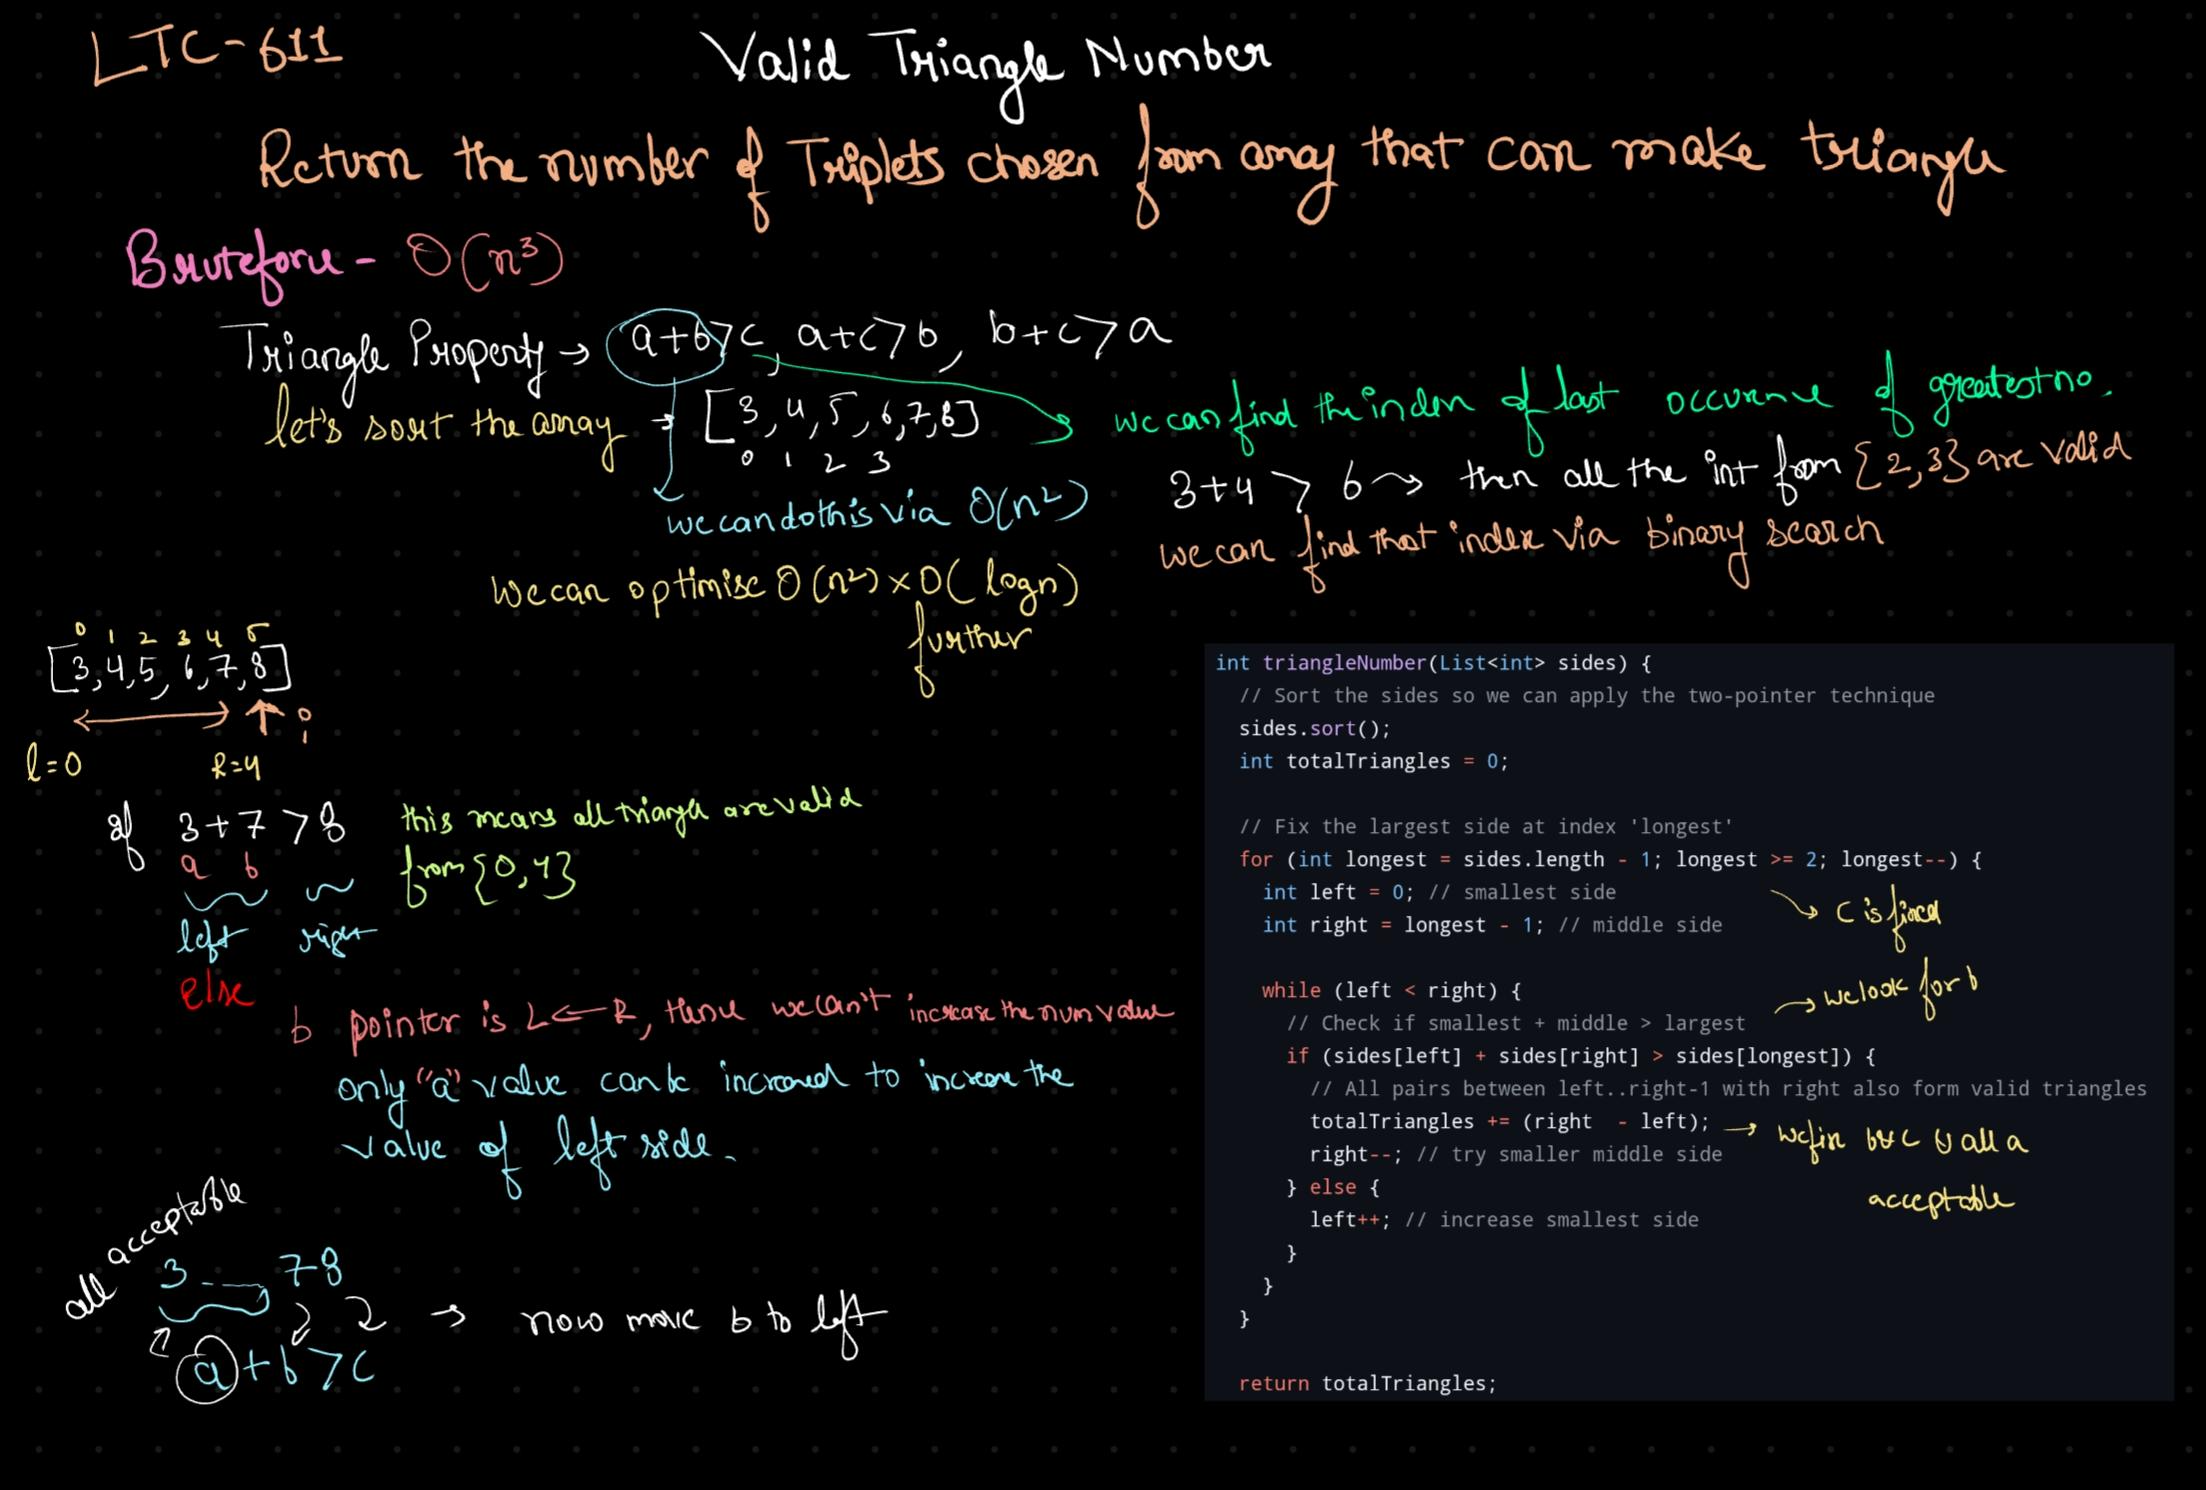 LTC-611
Valid Triangle Number
Return the number of Triplets chosen from array that can make triangle
Bruteforce - O(n³)
Triangle Property → a+b>c, a+c>b, b+c>a
let's sort the array → [3,4,5,6,7,8]
0 1 2 3
we can find the index of last occurence of greatest no.
3+4 > 6 → then all the int from {2,3} are valid
we can do this via O(n²)
we can find that index via binary search
We can optimise O(n²) × O(logn)
further
0 1 2 3 4 5
[3,4,5,6,7,8]
i
l=0 R=4
if 3+7 >8 this means all triangle are valid
a b from {0,4}
left right
else
b pointer is L ← R, thence we can't increase the num value
only "a" value can be increased to increase the
value of left side.
all acceptable
3 -- 7 8
→ now move b to left
a+b>c
int triangleNumber(List<int> sides) {
// Sort the sides so we can apply the two-pointer technique
sides.sort();
int totalTriangles = 0;
// Fix the largest side at index 'longest'
for (int longest = sides.length - 1; longest >= 2; longest--) {
int left = 0; // smallest side
→ c is fixed
int right = longest - 1; // middle side
while (left < right) {
→ we look for b
// Check if smallest + middle > largest
if (sides[left] + sides[right] > sides[longest]) {
// All pairs between left..right-1 with right also form valid triangles
totalTriangles += (right - left); → we fix b & c & all a
right--; // try smaller middle side
acceptable
} else {
left++; // increase smallest side
}
}
}
return totalTriangles;